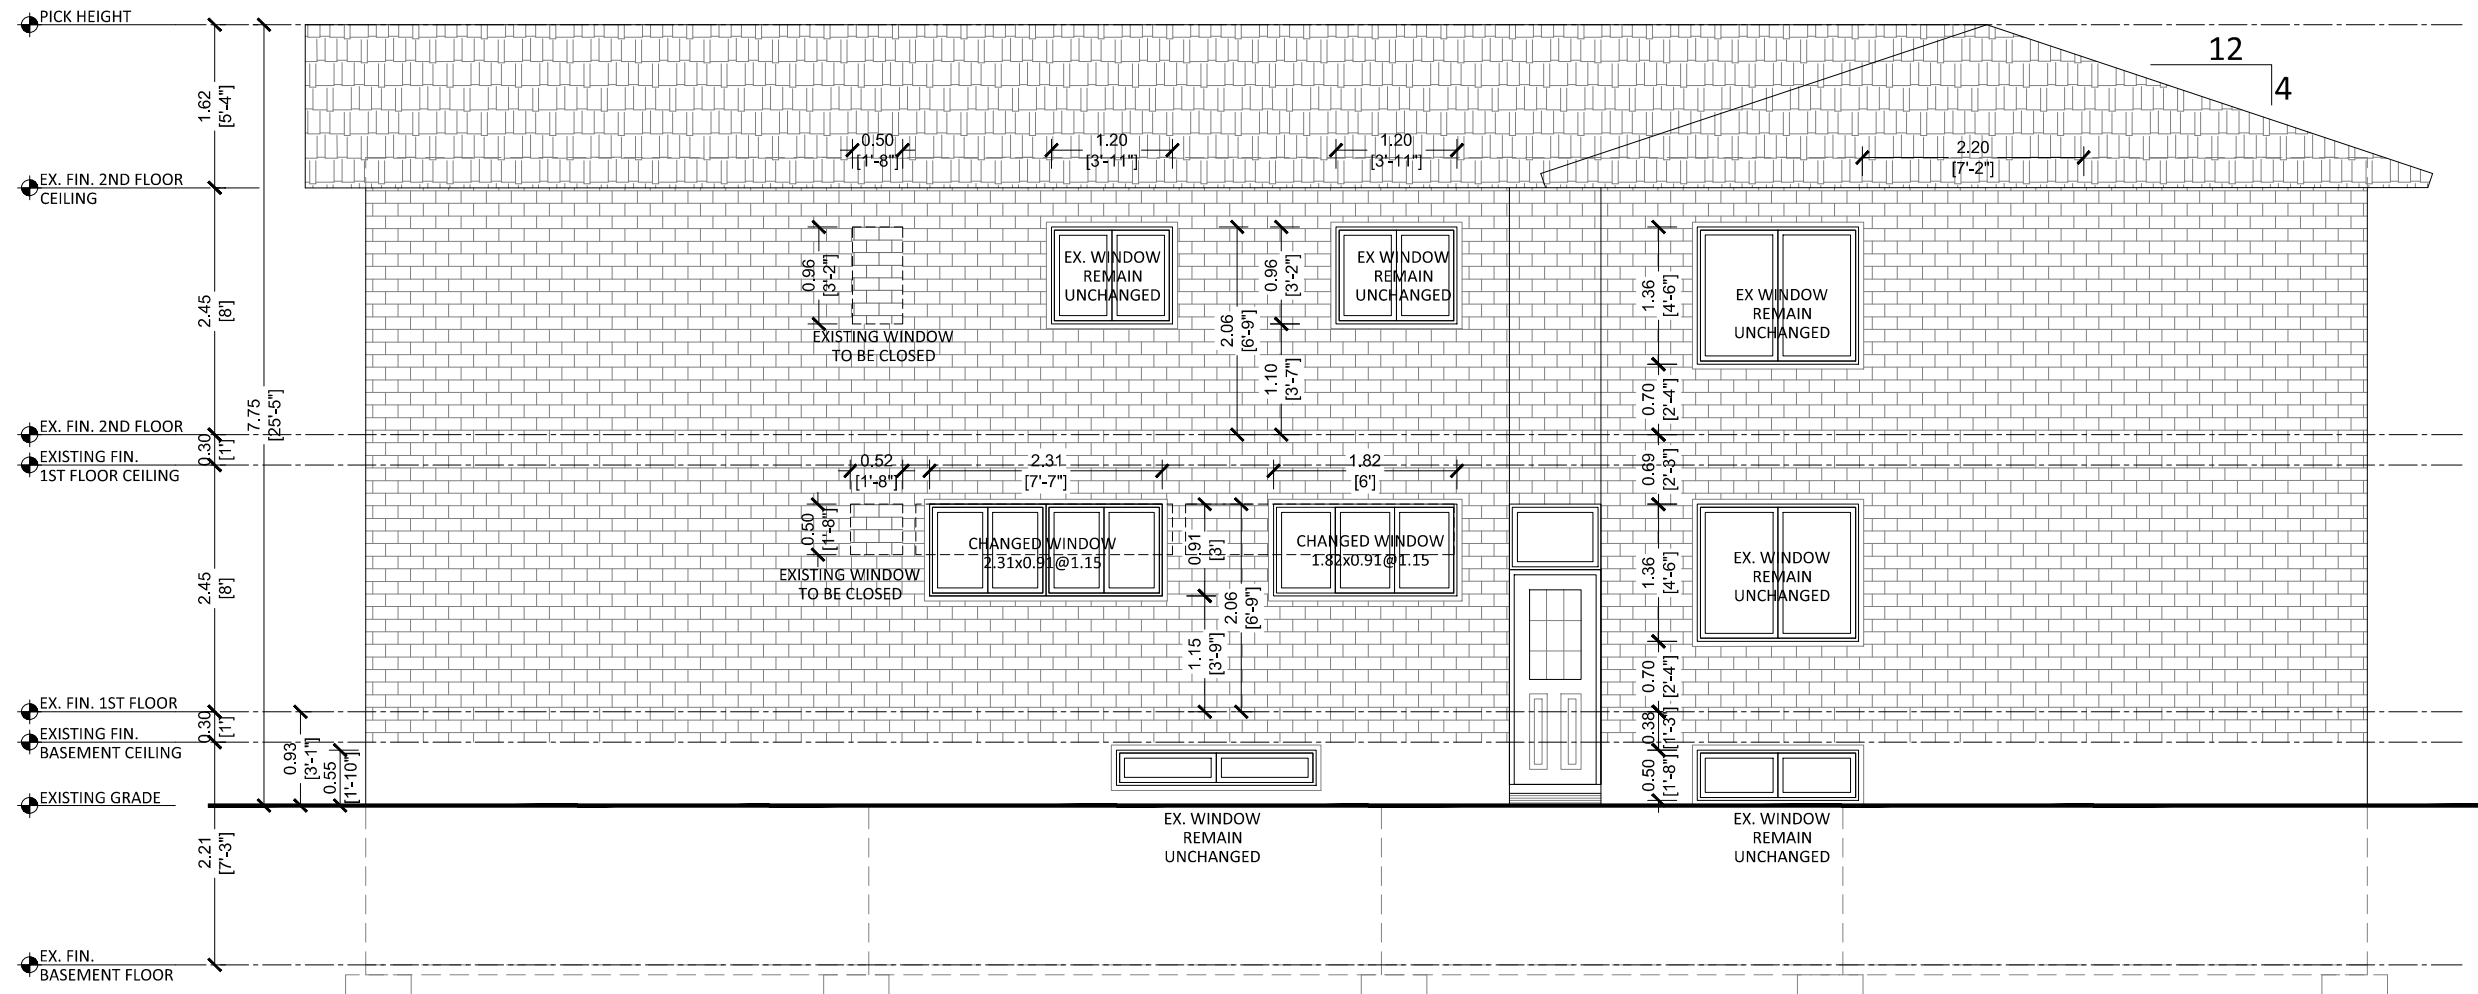 PICK HEIGHT
12
4
1.62
[5'-4"]
0.50
[1'-8"]
1.20
[3'-11"]
1.20
[3'-11"]
2.20
[7'-2"]
EX. FIN. 2ND FLOOR
CEILING
2.45
[8']
7.75
[25'-5"]
0.96
[3'-2"]
EXISTING WINDOW
TO BE CLOSED
EX. WINDOW
REMAIN
UNCHANGED
2.06
[6'-9"]
0.96
[3'-2"]
1.10
[3'-7"]
EX WINDOW
REMAIN
UNCHANGED
1.36
[4'-6"]
EX WINDOW
REMAIN
UNCHANGED
0.70
[2'-4"]
EX. FIN. 2ND FLOOR
0.30
[1']
EXISTING FIN.
1ST FLOOR CEILING
0.52
[1'-8"]
2.31
[7'-7"]
1.82
[6']
0.69
[2'-3"]
2.45
[8']
0.50
[1'-8"]
EXISTING WINDOW
TO BE CLOSED
CHANGED WINDOW
2.31x0.91@1.15
0.91
[3']
2.06
[6'-9"]
1.15
[3'-9"]
CHANGED WINDOW
1.82x0.91@1.15
1.36
[4'-6"]
EX. WINDOW
REMAIN
UNCHANGED
0.70
[2'-4"]
EX. FIN. 1ST FLOOR
0.30
[1']
EXISTING FIN.
BASEMENT CEILING
0.93
[3'-1"]
0.55
[1'-10"]
0.38
[1'-3"]
0.50
[1'-8"]
EXISTING GRADE
2.21
[7'-3"]
EX. WINDOW
REMAIN
UNCHANGED
EX. WINDOW
REMAIN
UNCHANGED
EX. FIN.
BASEMENT FLOOR